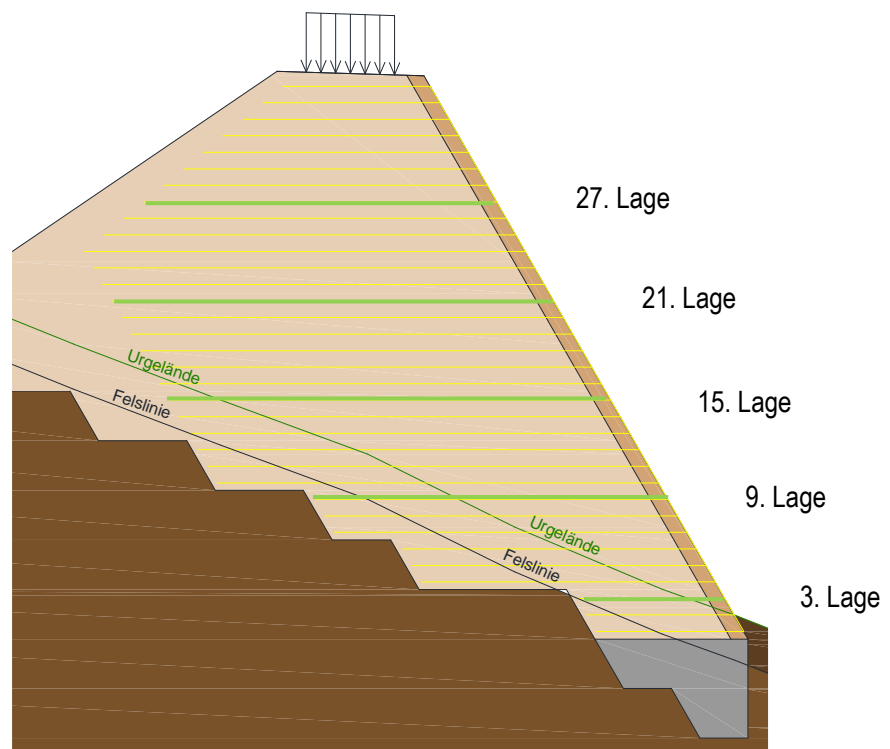 27. Lage
21. Lage
Urgelände
Felslinie
15. Lage
9. Lage
Urgelände
Felslinie
3. Lage